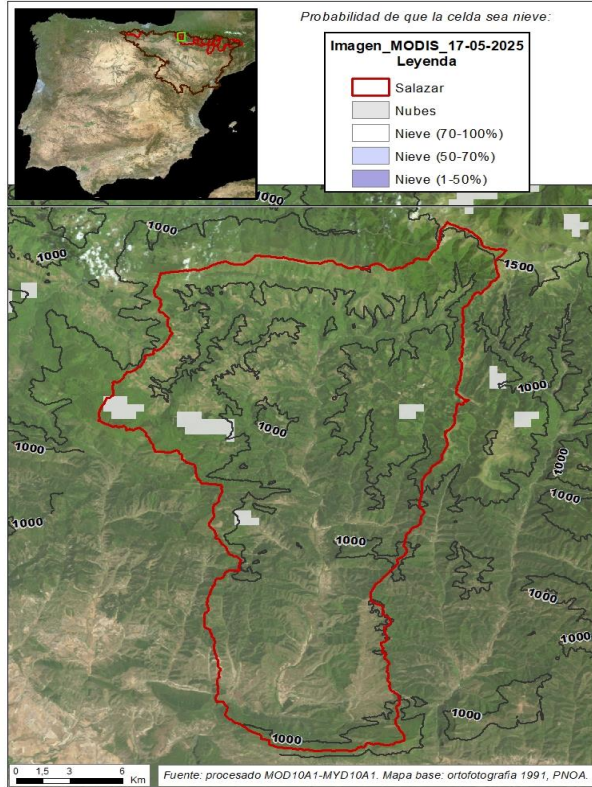 Probabilidad de que la celda sea nieve:
Imagen_MODIS_17-05-2025
Leyenda
Salazar
Nubes
Nieve (70-100%)
Nieve (50-70%)
Nieve (1-50%)
1000
1000
1500
1000
1000
1000
1000
1000
1000
1000
1000
1000
1000
1000
0 1,5 3 6
Km
Fuente: procesado MOD10A1-MYD10A1. Mapa base: ortofotografia 1991, PNOA.